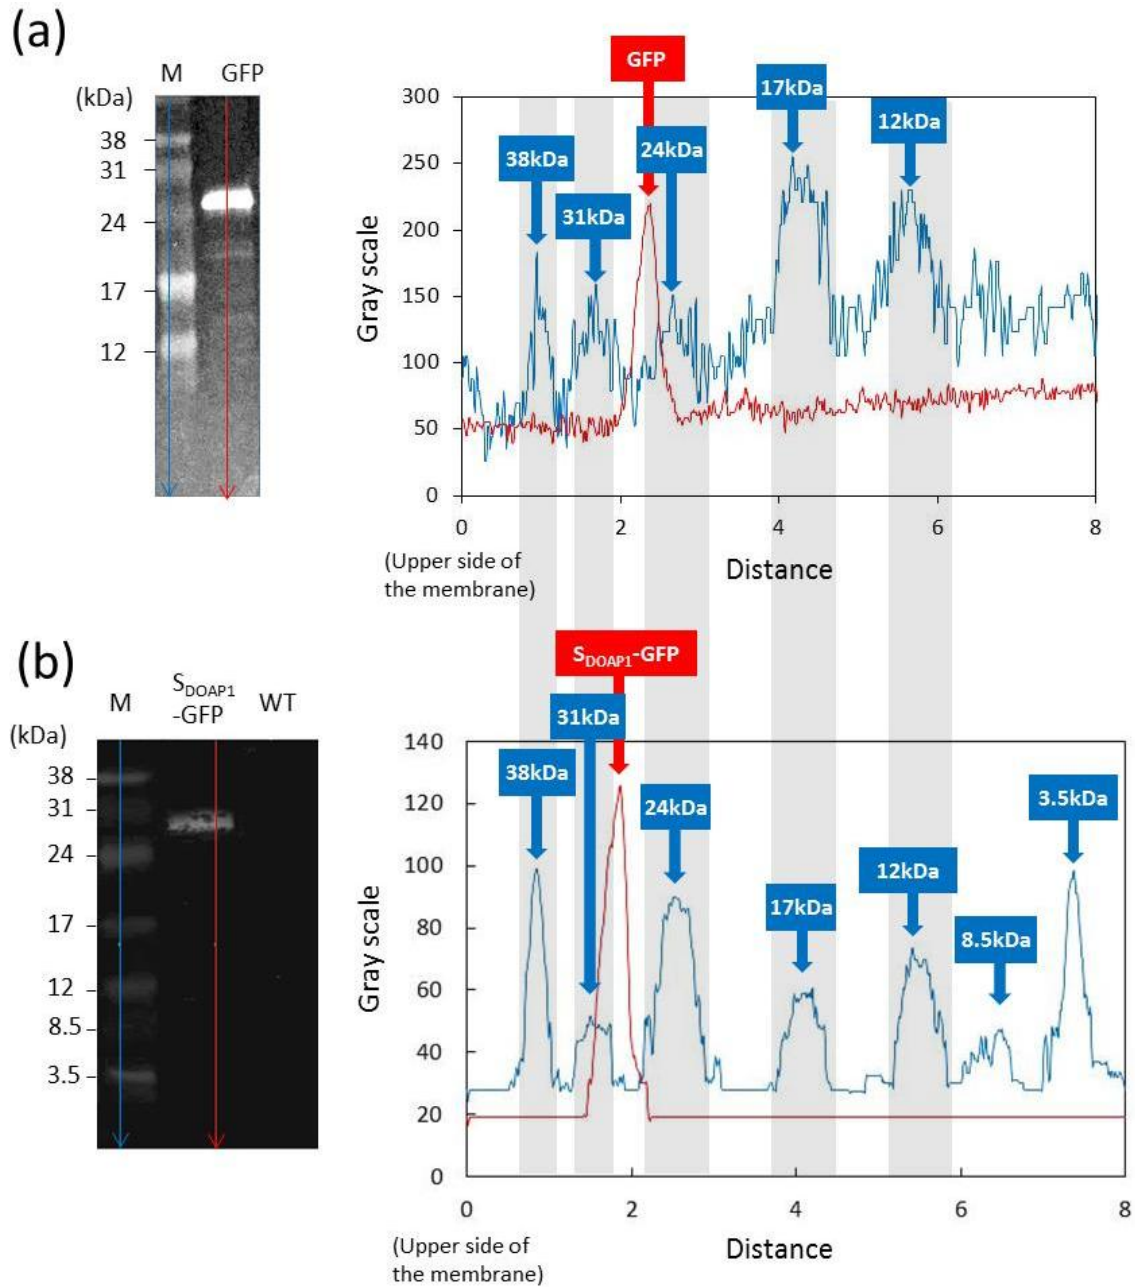 (a)
M GFP
(kDa)
38
31
24
17
12
GFP
17kDa
12kDa
38kDa
24kDa
31kDa
300
250
200
150
100
50
0
Gray scale
0 2 4 6 8
(Upper side of
the membrane)
Distance
(b)
M S_DOAP1 WT
-GFP
(kDa)
38
31
24
17
12
8.5
3.5
S_DOAP1-GFP
31kDa
38kDa
24kDa
3.5kDa
12kDa
17kDa
8.5kDa
140
120
100
80
60
40
20
0
Gray scale
0 2 4 6 8
(Upper side of
the membrane)
Distance